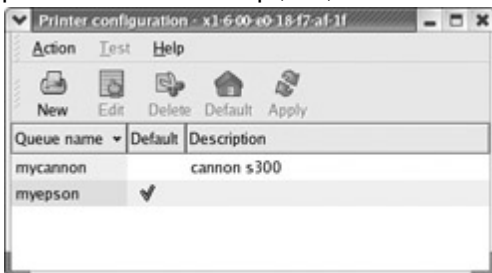 Printer configuration - x1-6-00-e0-18-f7-af-1f
Action Test Help
New Edit Delete Default Apply
Queue name Default Description
mycannon cannon s300
myepson